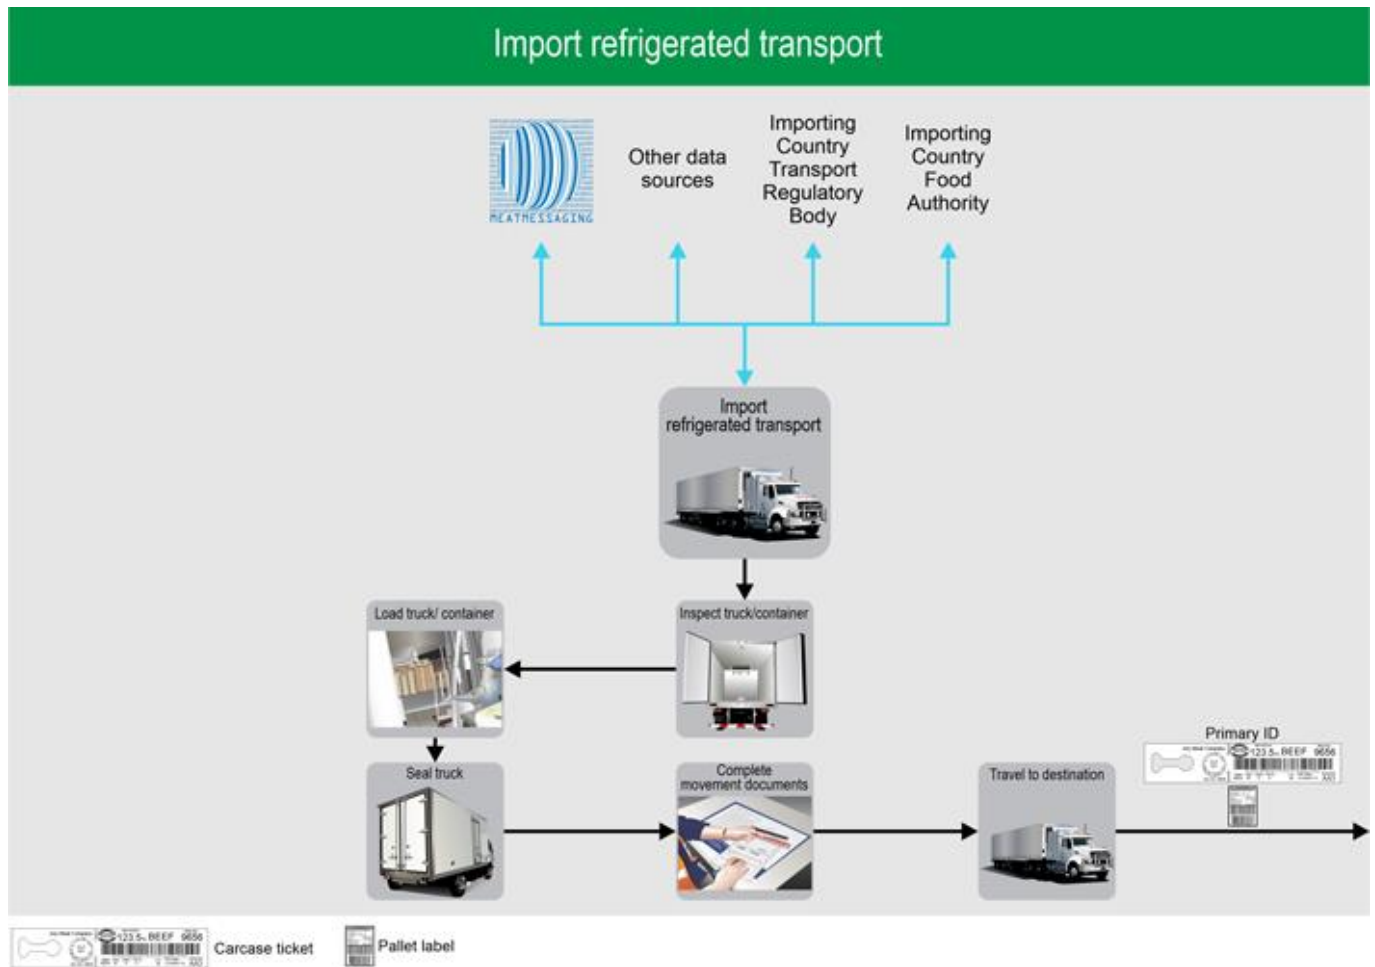 Import refrigerated transport
MEATMESSAGING
Other data
sources
Importing
Country
Transport
Regulatory
Body
Importing
Country
Food
Authority
Import
refrigerated transport
Load truck/ container
Inspect truck/container
Seal truck
Complete
movement documents
Travel to destination
Primary ID
123.5 BEEF 9656
123.5 BEEF 9656
Carcase ticket
Pallet label